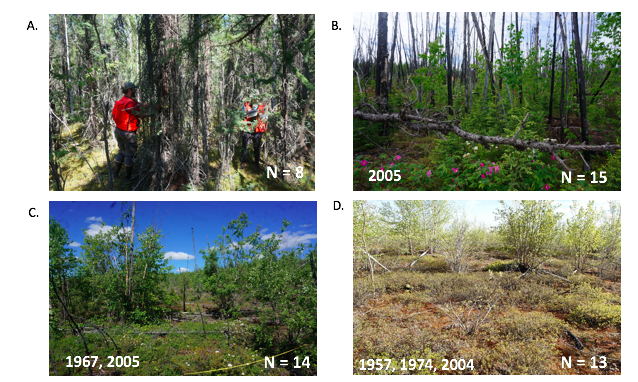 A.
N = 8
B.
2005
N = 15
C.
1967, 2005
N = 14
D.
1957, 1974, 2004
N = 13